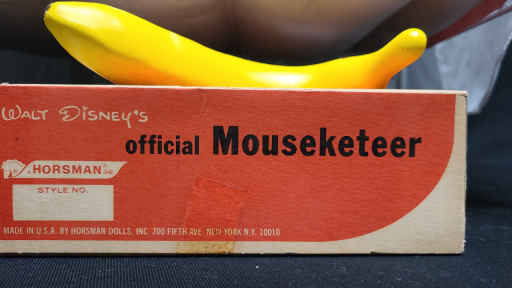 WALT DISNEY'S
official Mouseketeer
HORSMAN
STYLE NO.
MADE IN U.S.A. BY HORSMAN DOLLS, INC. 200 FIFTH AVE. NEW YORK N.Y. 10010